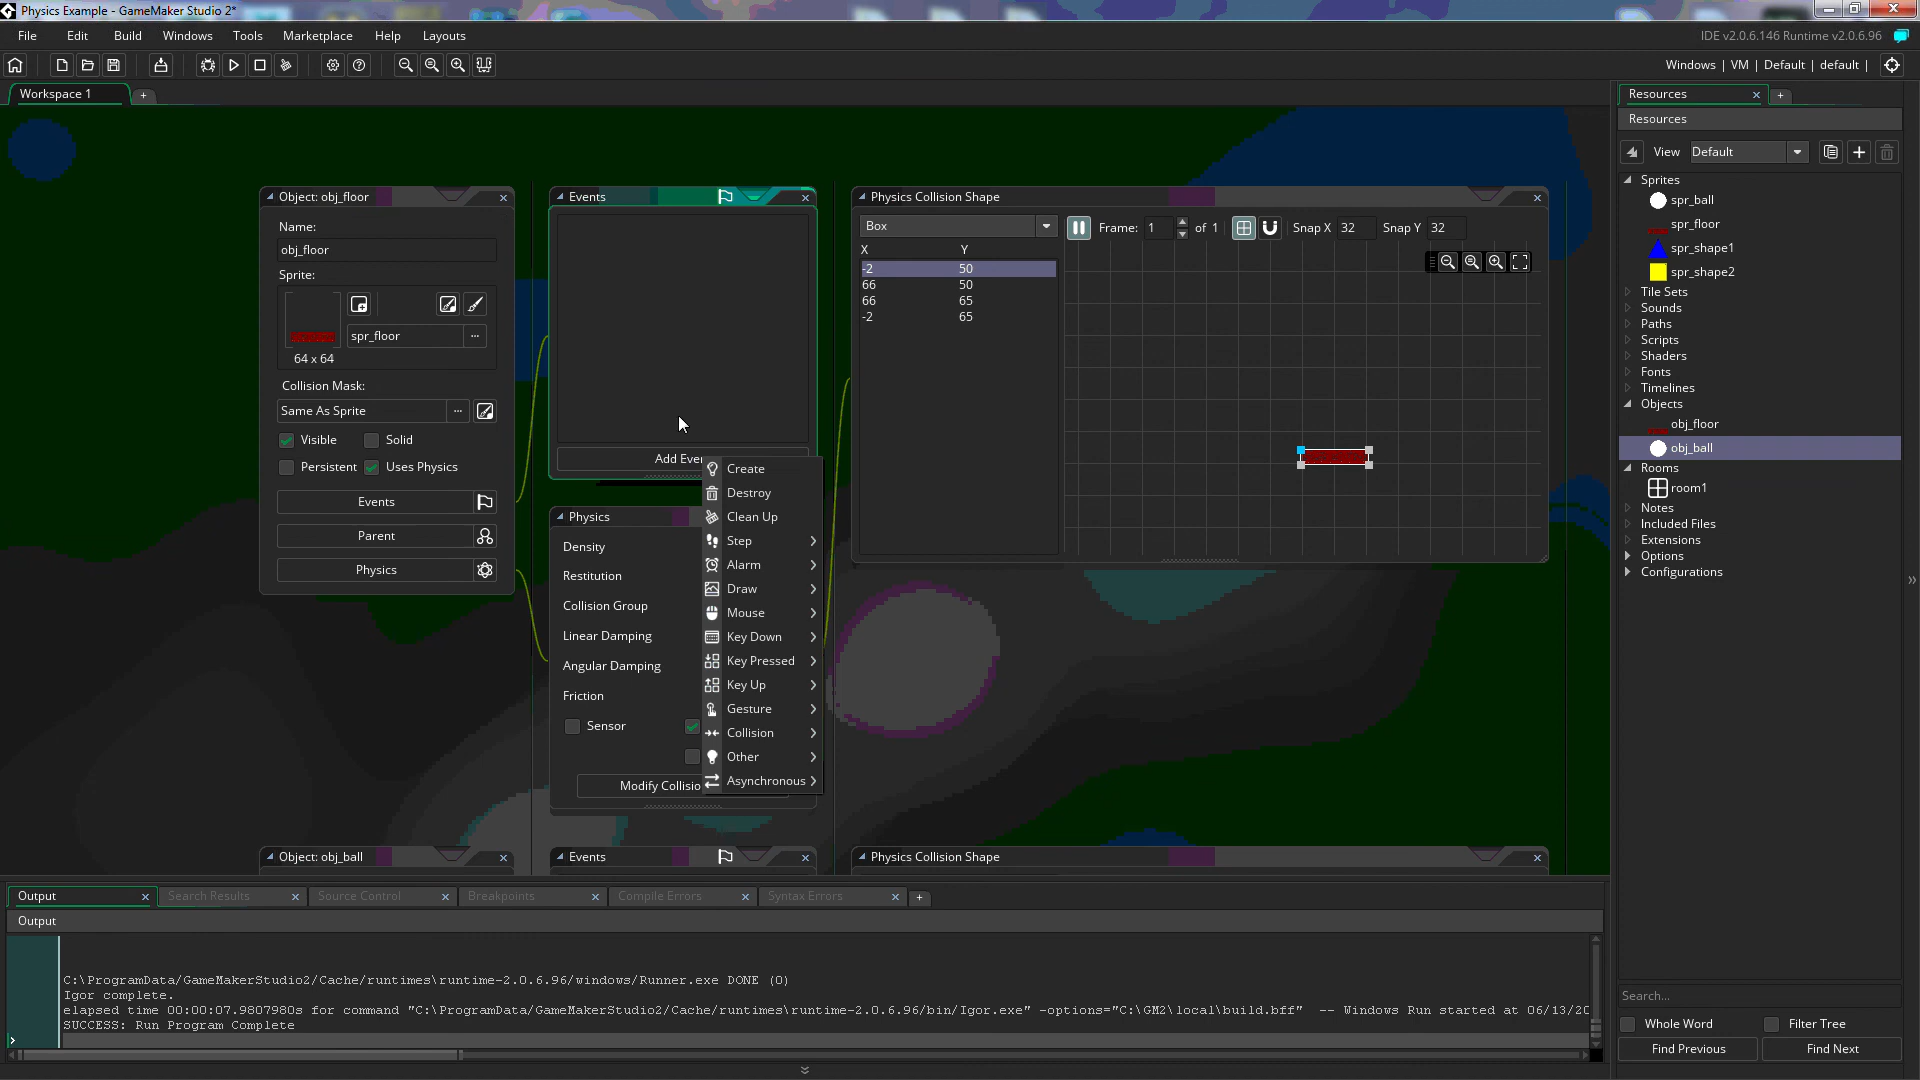 Physics Example - GameMaker Studio 2*
File Edit Build Windows Tools Marketplace Help Layouts
IDE v2.0.6.146 Runtime v2.0.6.96
Windows | VM | Default | default |
Workspace 1
Object: obj_floor
Name:
obj_floor
Sprite:
spr_floor
64 x 64
Collision Mask:
Same As Sprite
Visible Solid
Persistent Uses Physics
Events
Parent
Physics
Events
Add Eve
Create
Destroy
Clean Up
Step
Alarm
Draw
Mouse
Key Down
Key Pressed
Key Up
Gesture
Collision
Other
Asynchronous
Physics
Density
Restitution
Collision Group
Linear Damping
Angular Damping
Friction
Sensor
Modify Collisio
Physics Collision Shape
Box
Frame: 1 of 1 Snap X 32 Snap Y 32
X Y
-2 50
66 50
66 65
-2 65
Object: obj_ball
Events
Physics Collision Shape
Output Search Results Source Control Breakpoints Compile Errors Syntax Errors
Output
C:\ProgramData/GameMakerStudio2/Cache/runtimes\runtime-2.0.6.96/windows/Runner.exe DONE (0)
Igor complete.
elapsed time 00:00:07.9807980s for command "C:\ProgramData/GameMakerStudio2/Cache/runtimes\runtime-2.0.6.96/bin/Igor.exe" -options="C:\GM2\local\build.bff" -- Windows Run started at 06/13/20
SUCCESS: Run Program Complete
Resources
Resources
View Default
Sprites
spr_ball
spr_floor
spr_shape1
spr_shape2
Tile Sets
Sounds
Paths
Scripts
Shaders
Fonts
Timelines
Objects
obj_floor
obj_ball
Rooms
room1
Notes
Included Files
Extensions
Options
Configurations
Search...
Whole Word Filter Tree
Find Previous Find Next